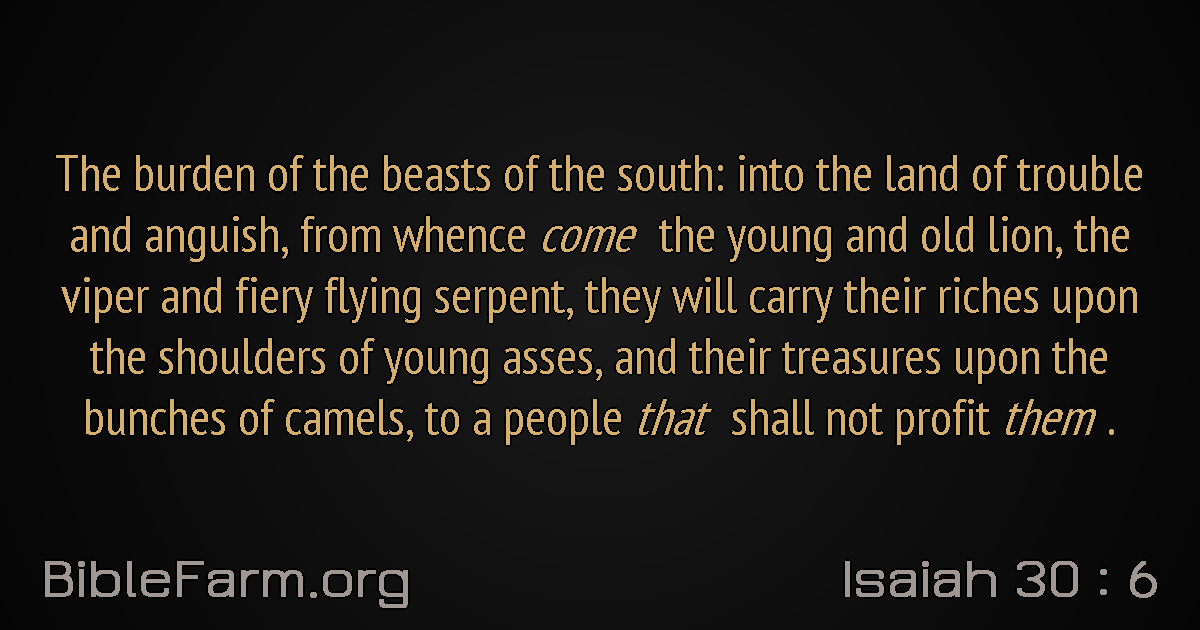 The burden of the beasts of the south: into the land of trouble
and anguish, from whence come the young and old lion, the
viper and fiery flying serpent, they will carry their riches upon
the shoulders of young asses, and their treasures upon the
bunches of camels, to a people that shall not profit them .
BibleFarm.org
Isaiah 30 : 6